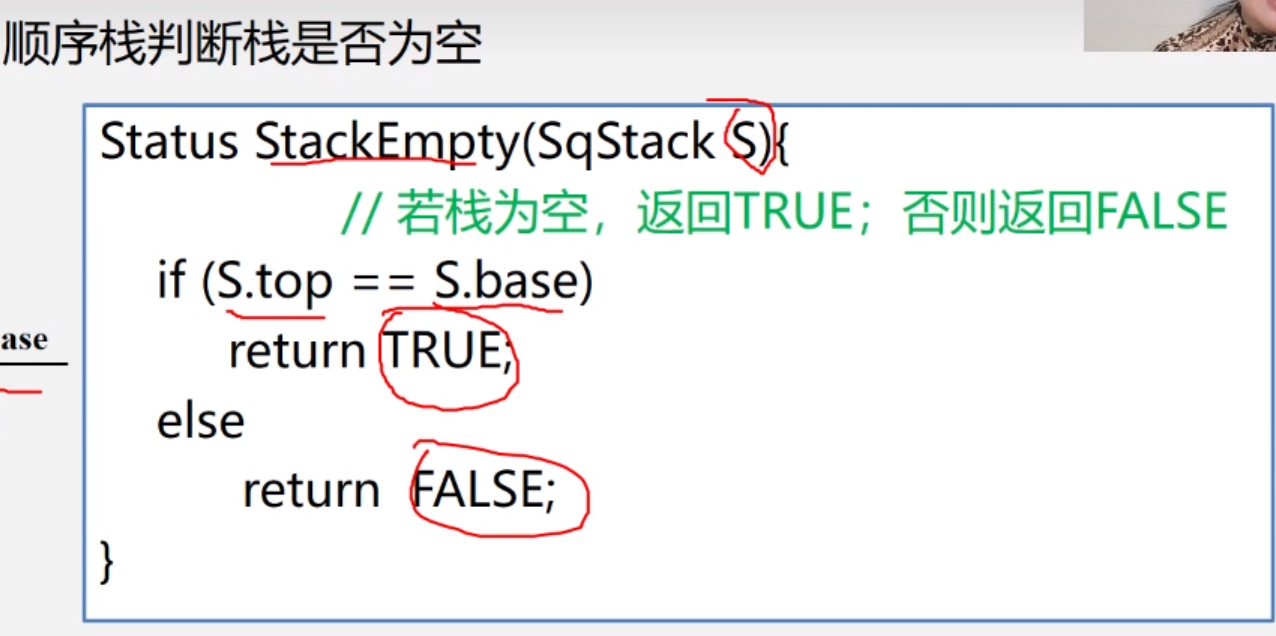 顺序栈判断栈是否为空
Status StackEmpty(SqStack S){
// 若栈为空，返回TRUE；否则返回FALSE
if (S.top == S.base)
ase
return TRUE;
else
return FALSE;
}